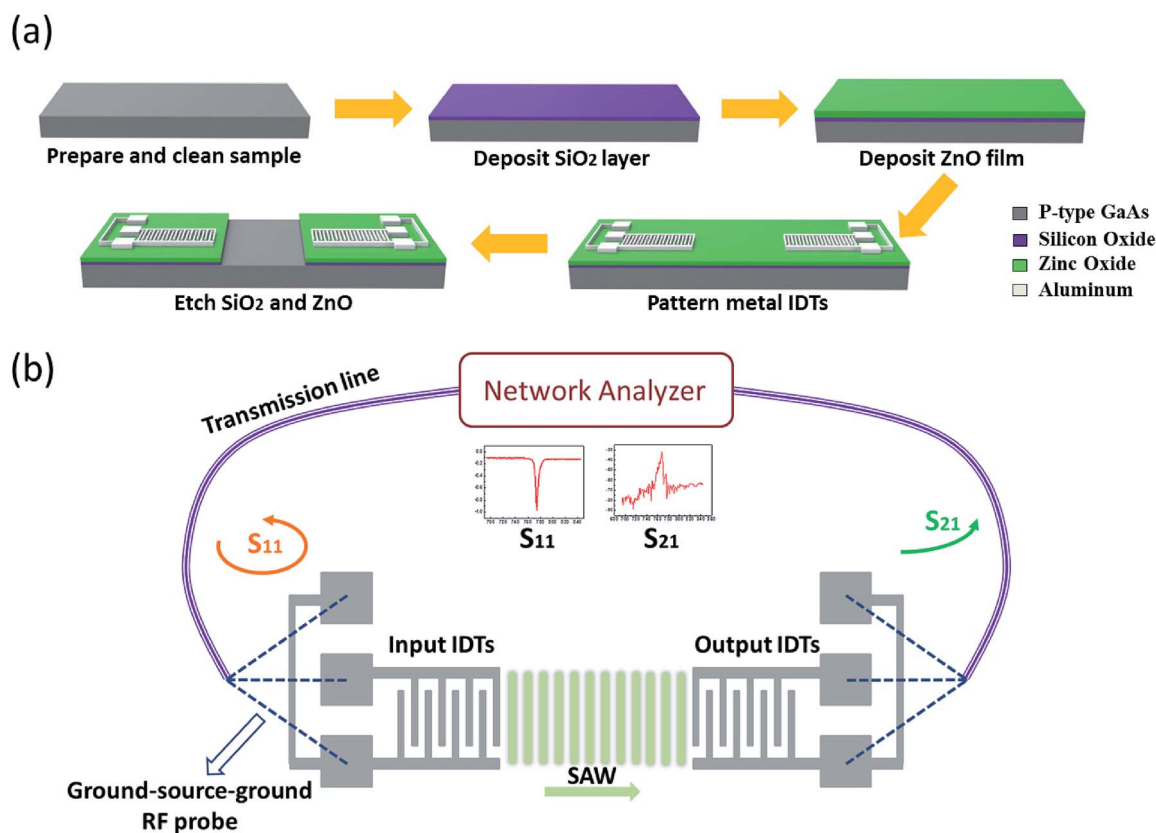 (a)
Prepare and clean sample
Deposit SiO₂ layer
Deposit ZnO film
Etch SiO₂ and ZnO
Pattern metal IDTs
P-type GaAs
Silicon Oxide
Zinc Oxide
Aluminum
(b)
Transmission line
Network Analyzer
S₁₁
S₂₁
S₁₁
S₂₁
Input IDTs
Output IDTs
SAW
Ground-source-ground
RF probe